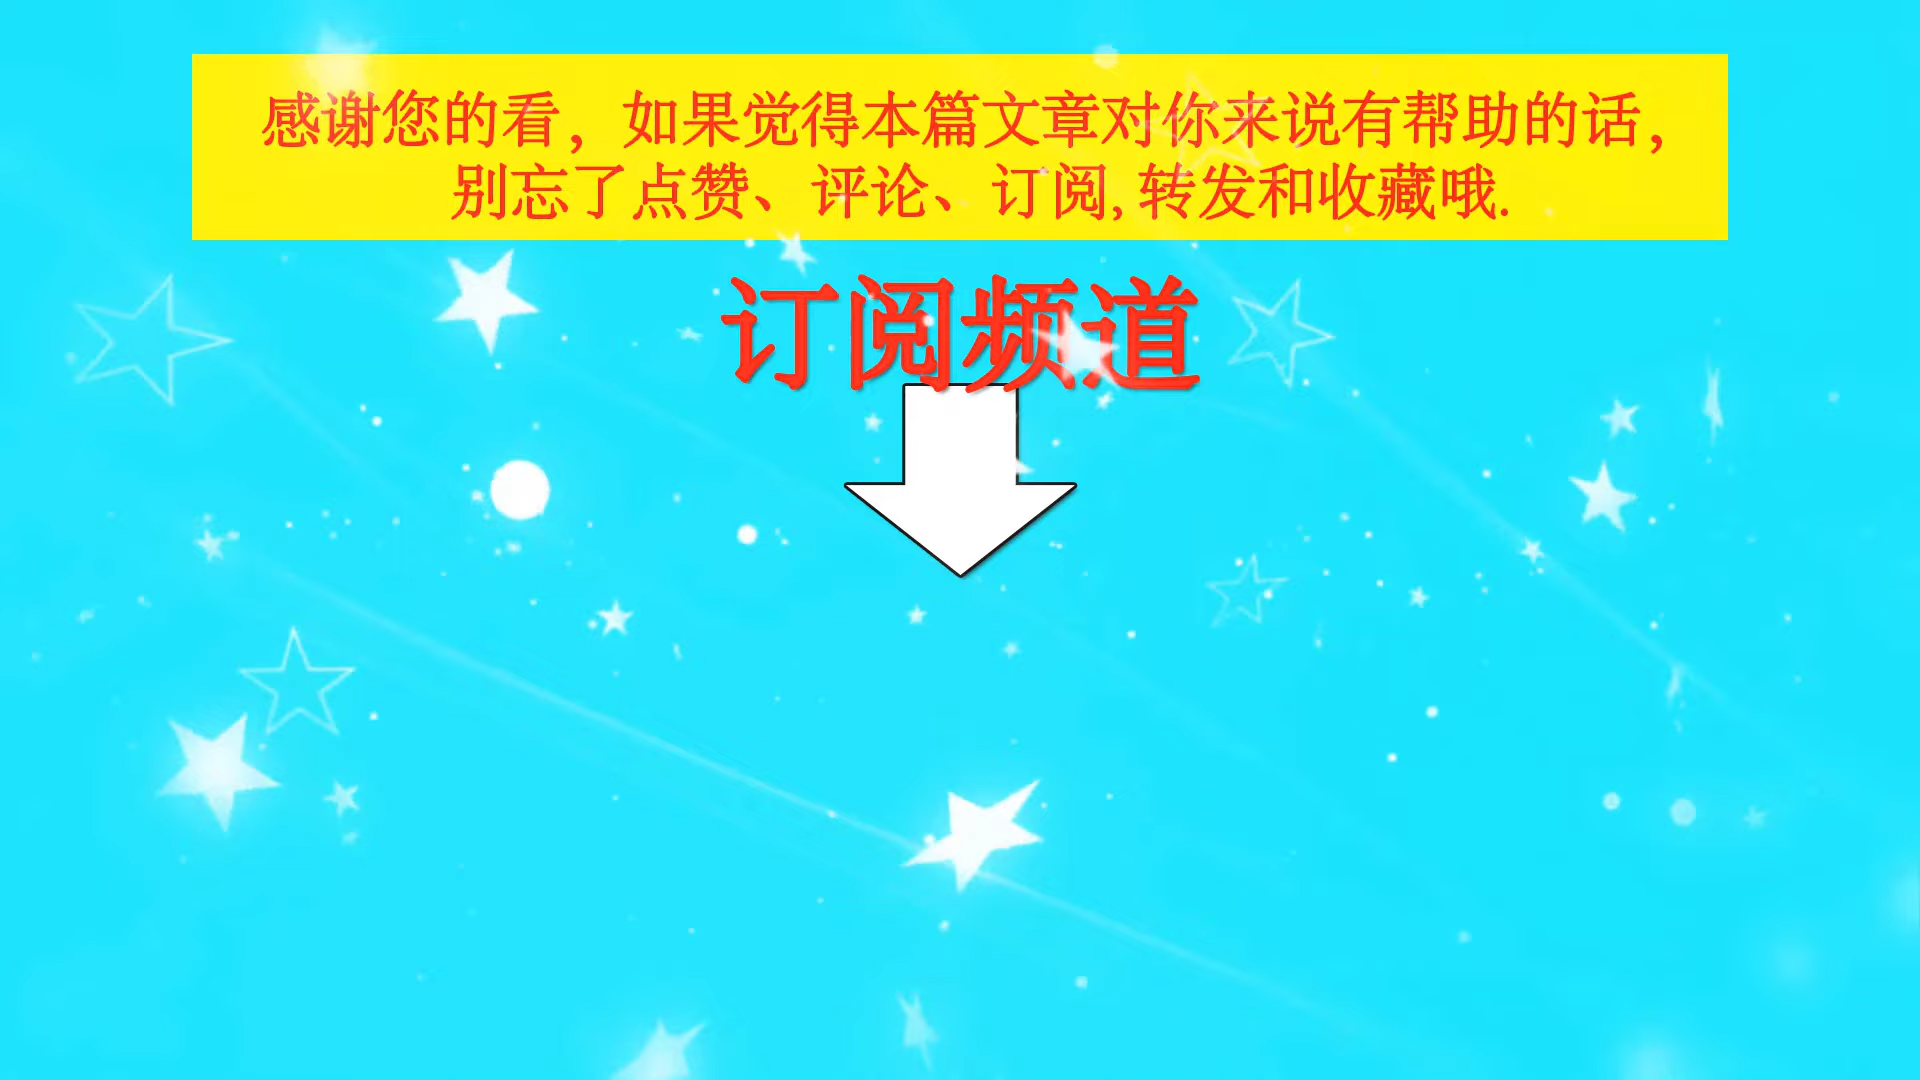 感谢您的看，如果觉得本篇文章对你来说有帮助的话，
别忘了点赞、评论、订阅,转发和收藏哦.
订阅频道